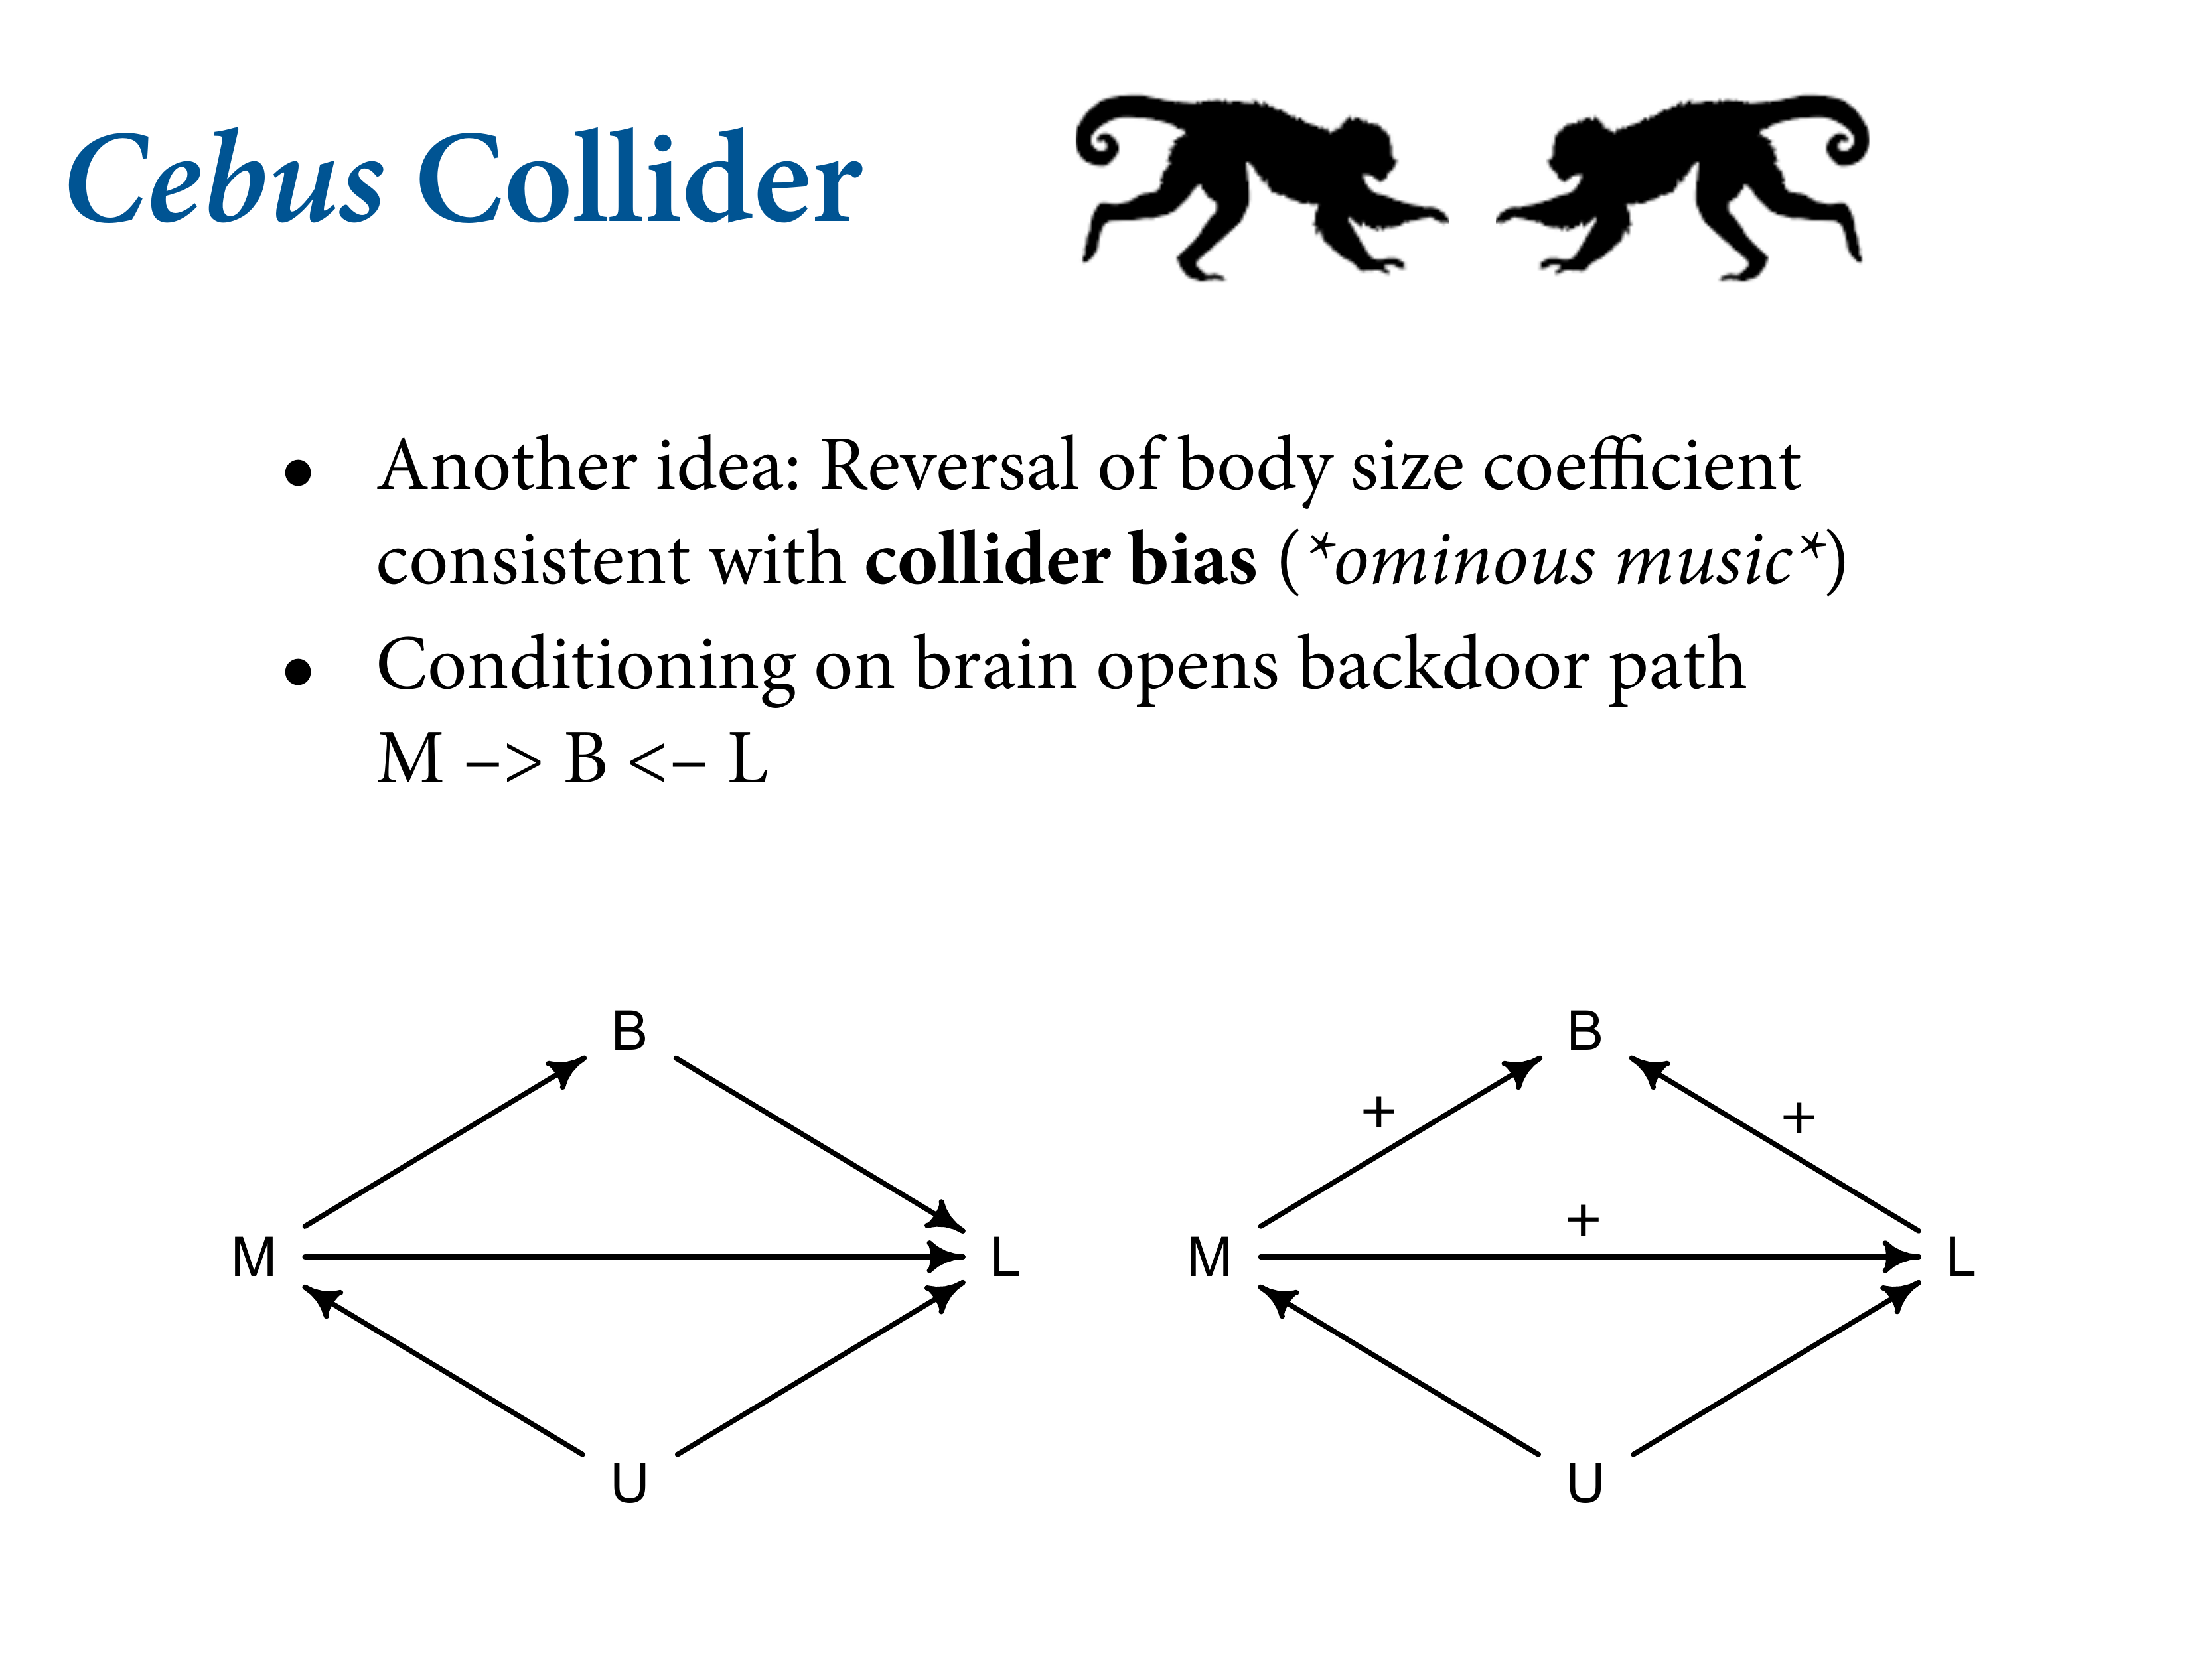 Cebus Collider
• Another idea: Reversal of body size coefficient
consistent with collider bias (*ominous music*)
• Conditioning on brain opens backdoor path
M –> B <– L
B
M
L
U
B
+
+
+
M
L
U